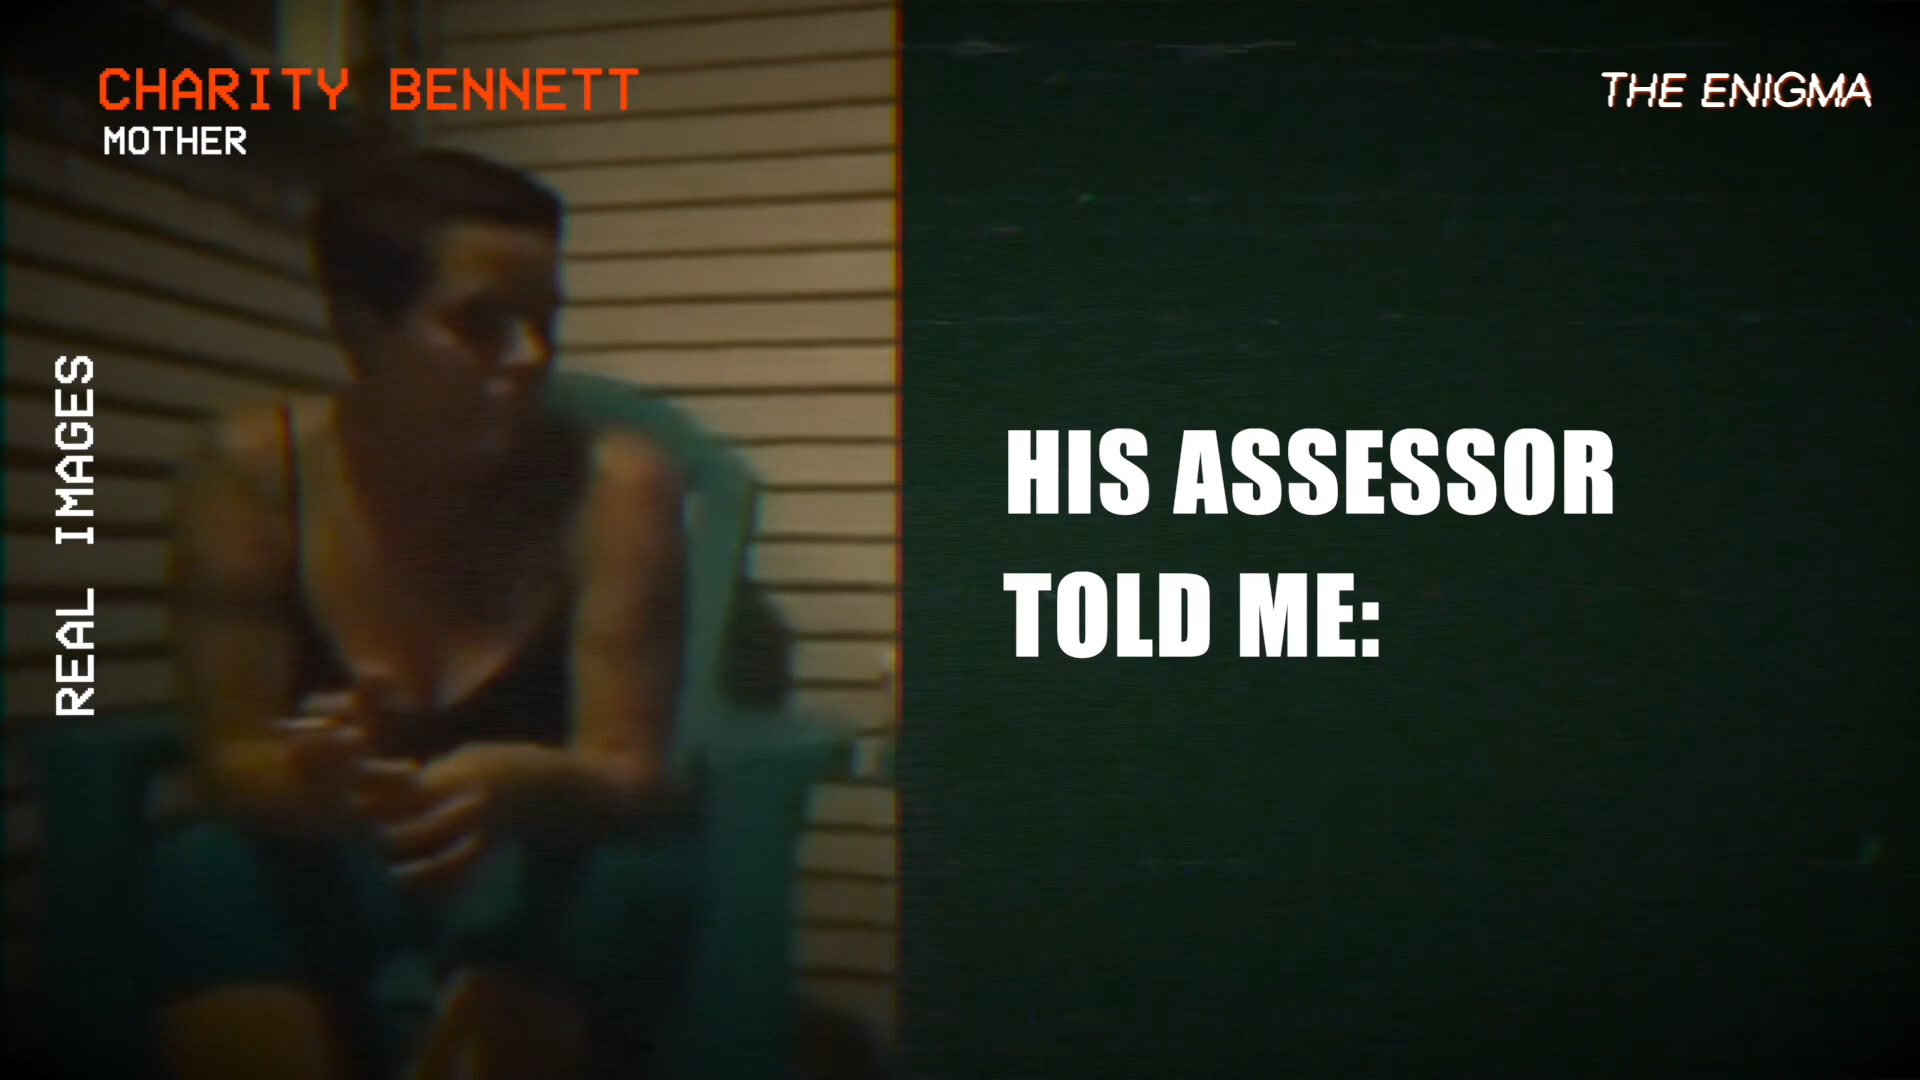 CHARITY BENNETT
MOTHER
THE ENIGMA
REAL IMAGES
HIS ASSESSOR
TOLD ME: